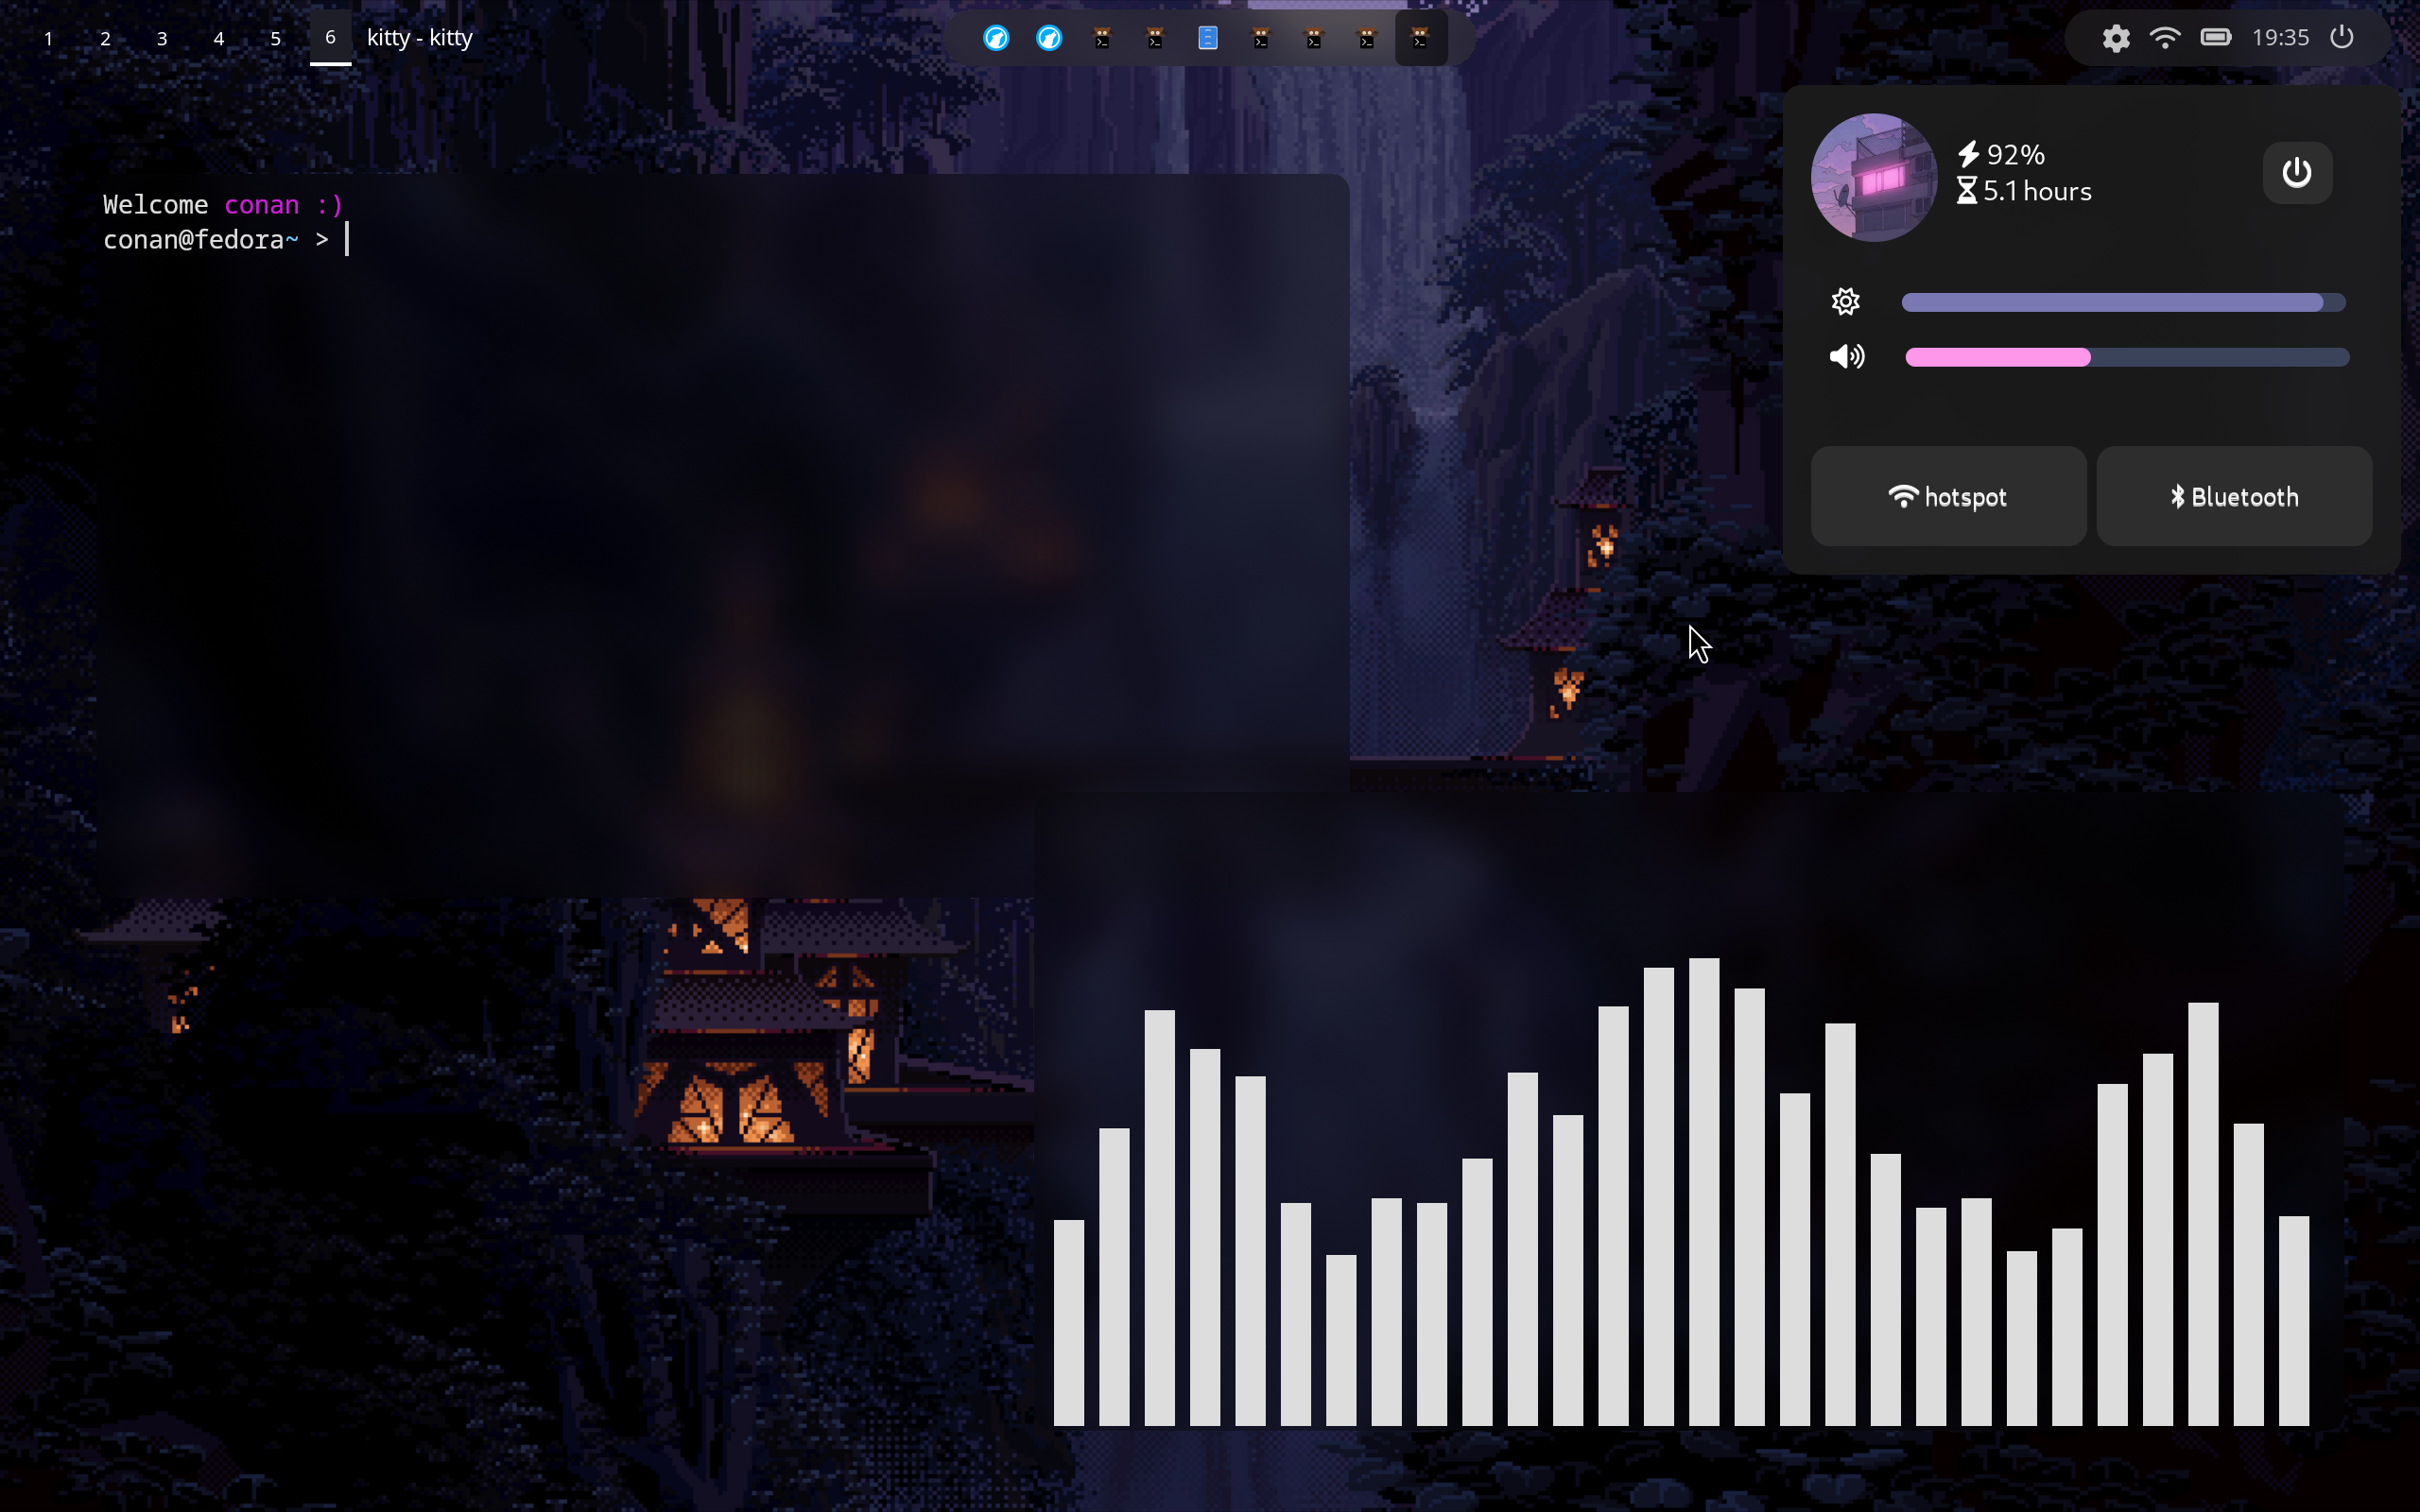 1 2 3 4 5 6 kitty - kitty
19:35
92%
5.1 hours
Welcome conan :)
conan@fedora~ >
hotspot
Bluetooth